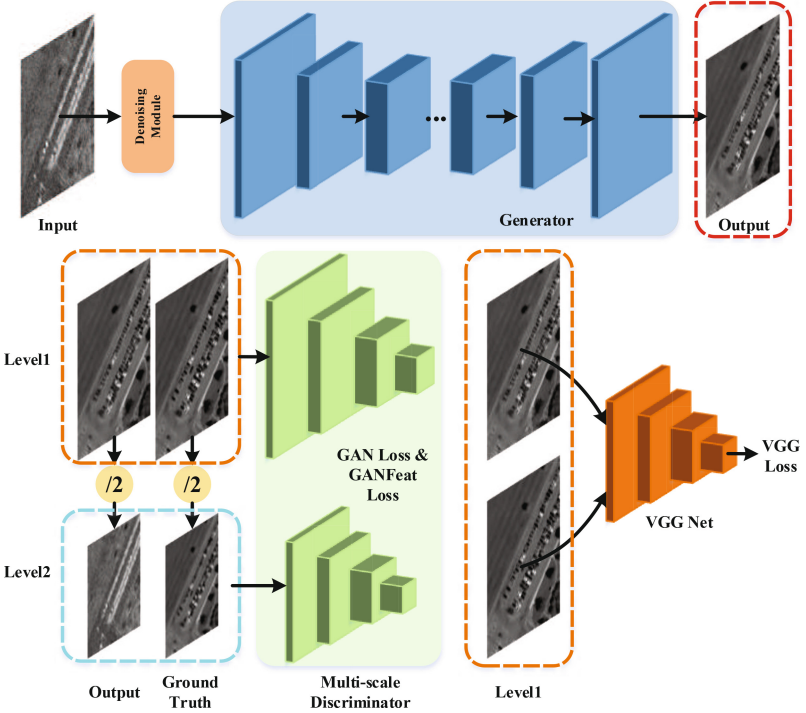 Denoising
Module
Input
Generator
Output
Level1
/2
/2
GAN Loss &
GANFeat
Loss
VGG
Loss
VGG Net
Level2
Output
Ground
Truth
Multi-scale
Discriminator
Level1